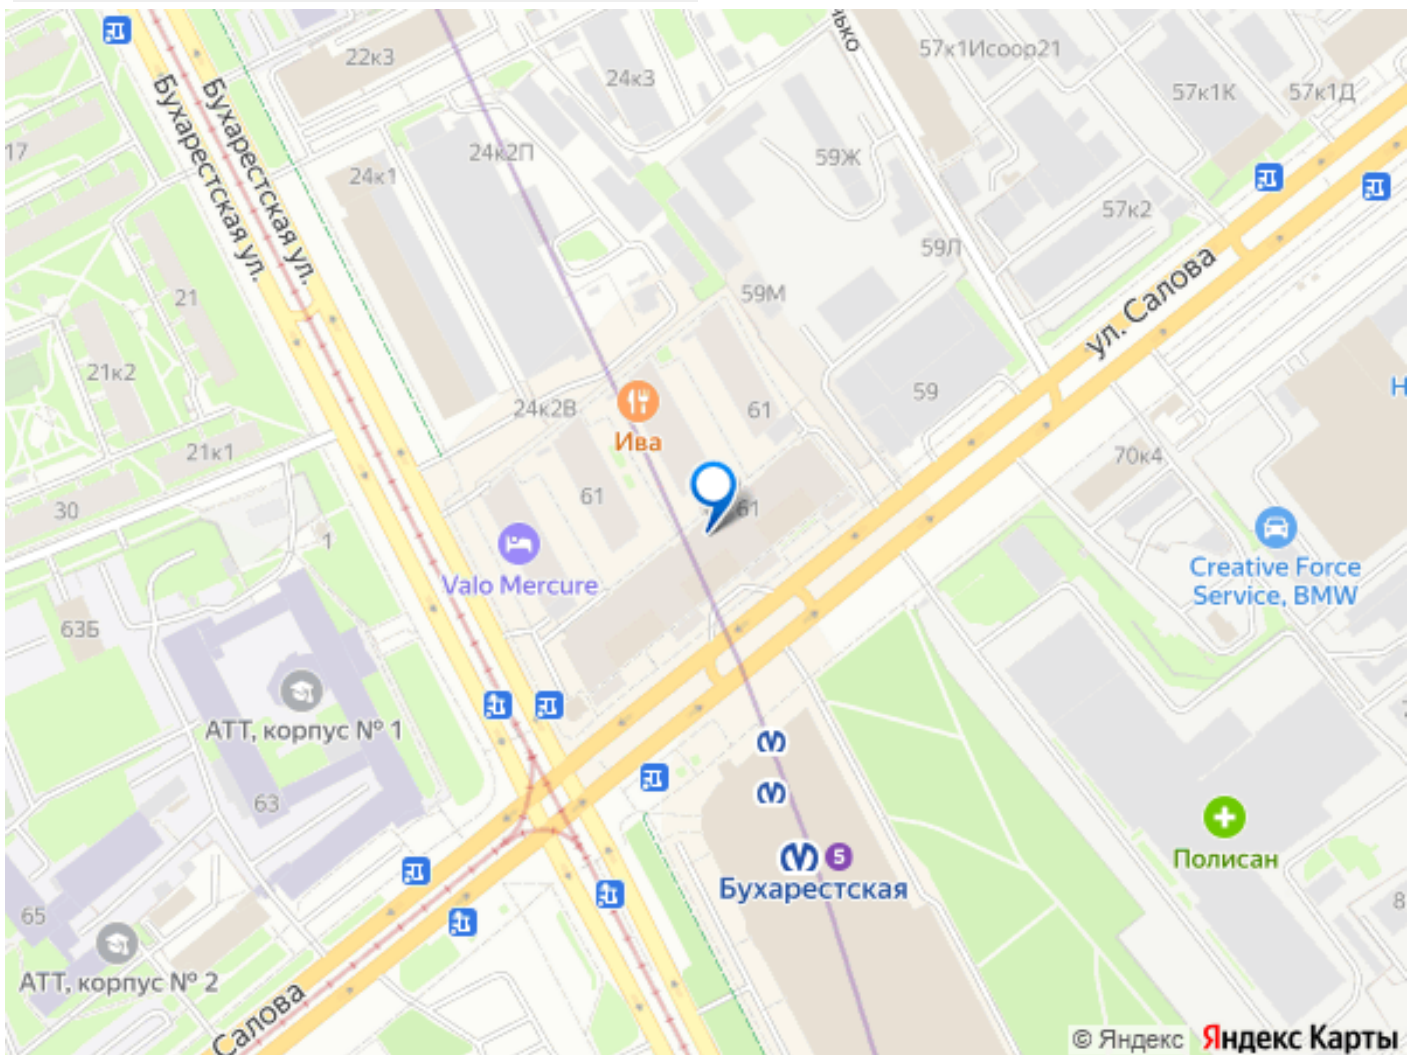 22к3
24к3
57к1Исоор21
57к1К
57к1Д
17
Бухарестская ул.
Бухарестская ул.
24к1
24к2П
59Ж
57к2
59Л
ул. Салова
59М
21
21к2
24к2В
Ива
61
59
21к1
70к4
30
61
61
1
Valo Mercure
Creative Force
Service, BMW
63Б
АТТ, корпус № 1
63
5
Бухарестская
Полисан
65
АТТ, корпус № 2
Салова
© Яндекс
Яндекс Карты